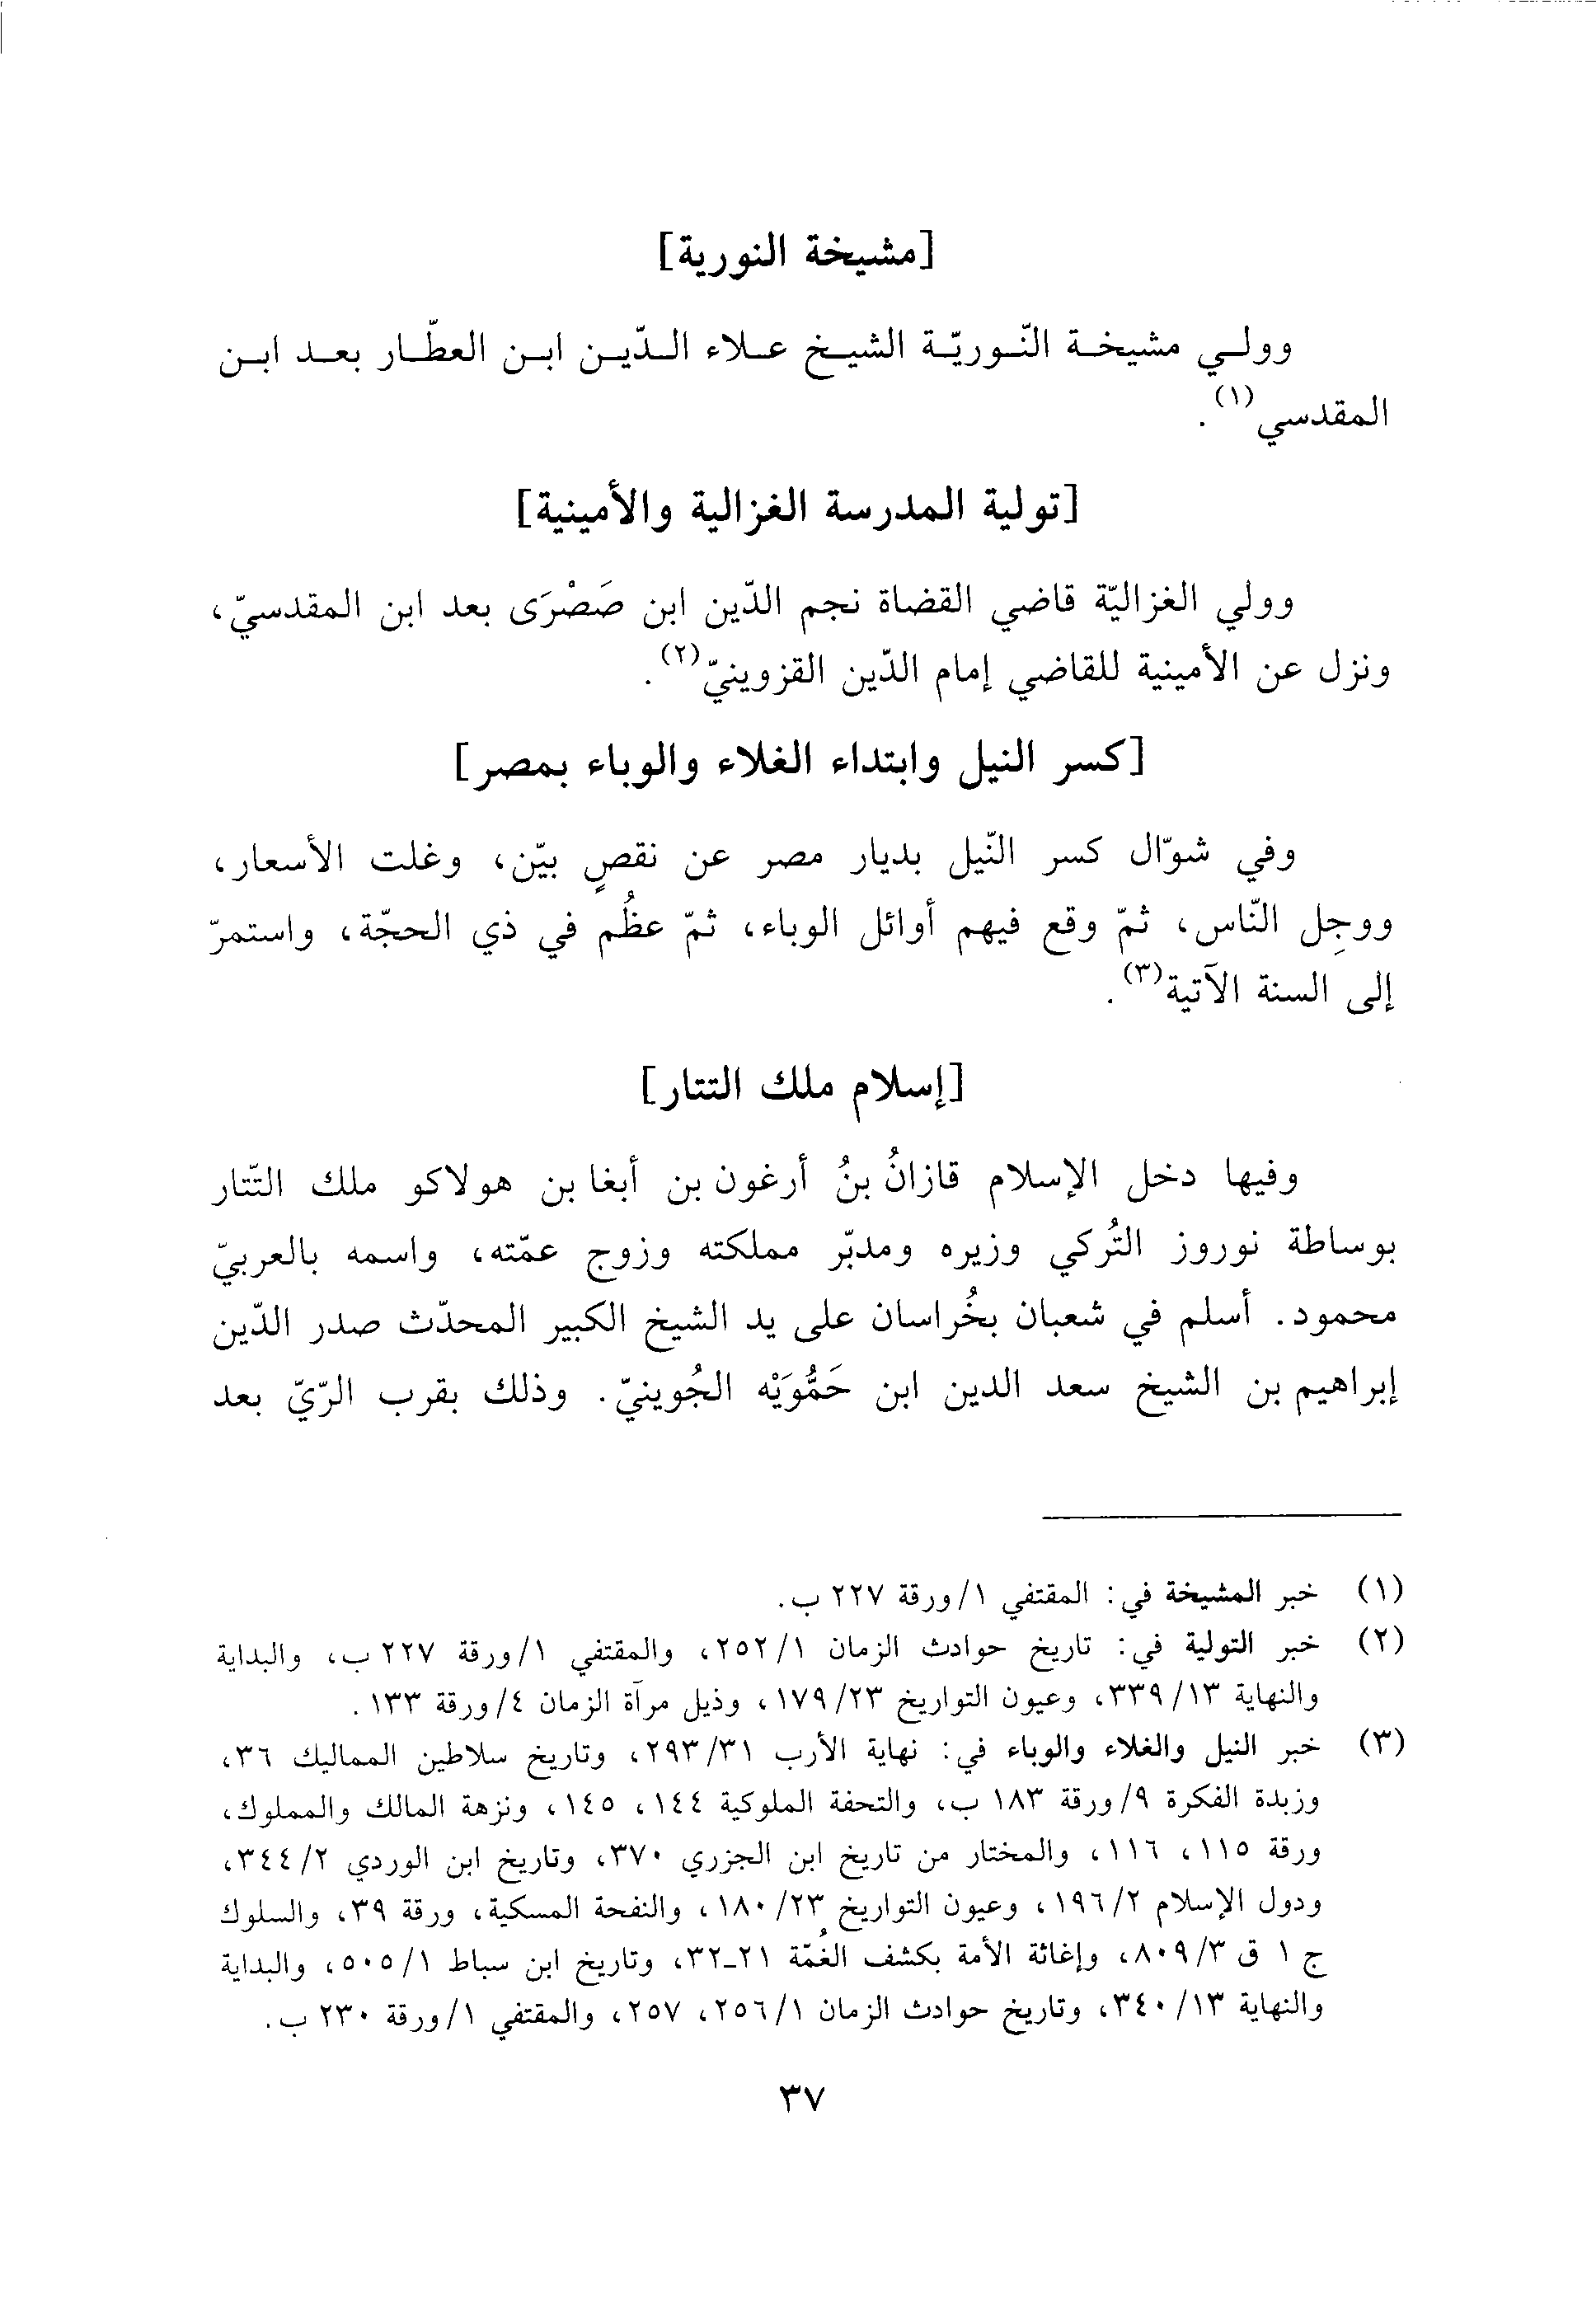 [مشيخة النورية]
وولي مشيخة النّوريّة الشيخ علاء الدّين ابن العطّار بعد ابن
المقدسي(١).
[تولية المدرسة الغزالية والأمينية]
وولي الغزاليّة قاضي القضاة نجم الدّين ابن صَصْرَى بعد ابن المقدسيّ،
ونزل عن الأمينية للقاضي إمام الدّين القزوينيّ(٢).
[كسر النيل وابتداء الغلاء والوباء بمصر]
وفي شوّال كسر النّيل بديار مصر عن نقصٍ بيّن، وغلت الأسعار،
ووجِل النّاس، ثمّ وقع فيهم أوائل الوباء، ثمّ عظُم في ذي الحجّة، واستمرّ
إلى السنة الآتية(٣).
[إسلام ملك التتار]
وفيها دخل الإسلام قازانُ بنُ أرغون بن أبغا بن هولاكو ملك التّتار
بوساطة نوروز التُركي وزيره ومدبّر مملكته وزوج عمّته، واسمه بالعربيّ
محمود. أسلم في شعبان بخُراسان على يد الشيخ الكبير المحدّث صدر الدّين
إبراهيم بن الشيخ سعد الدين ابن حَمُّوَيْه الجُوينيّ. وذلك بقرب الرّيّ بعد
(١) خبر المشيخة في: المقتفي ١/ورقة ٢٢٧ ب.
(٢) خبر التولية في: تاريخ حوادث الزمان ٢٥٢/١، والمقتفي ١/ورقة ٢٢٧ ب، والبداية
والنهاية ٣٣٩/١٣، وعيون التواريخ ١٧٩/٢٣، وذيل مرآة الزمان ٤/ورقة ١٣٣.
(٣) خبر النيل والغلاء والوباء في: نهاية الأرب ٢٩٣/٣١، وتاريخ سلاطين المماليك ٣٦،
وزبدة الفكرة ٩/ورقة ١٨٣ ب، والتحفة الملوكية ١٤٤، ١٤٥، ونزهة المالك والمملوك،
ورقة ١١٥، ١١٦، والمختار من تاريخ ابن الجزري ٣٧٠، وتاريخ ابن الوردي ٣٤٤/٢،
ودول الإسلام ١٩٦/٢، وعيون التواريخ ١٨٠/٢٣، والنفحة المسكية، ورقة ٣٩، والسلوك
ج ١ ق ٨٠٩/٣، وإغاثة الأمة بكشف الغُمّة ٢١ـ٣٢، وتاريخ ابن سباط ٥٠٥/١، والبداية
والنهاية ٣٤٠/١٣، وتاريخ حوادث الزمان ٢٥٦/١، ٢٥٧، والمقتفي ١/ورقة ٢٣٠ ب.
٣٧